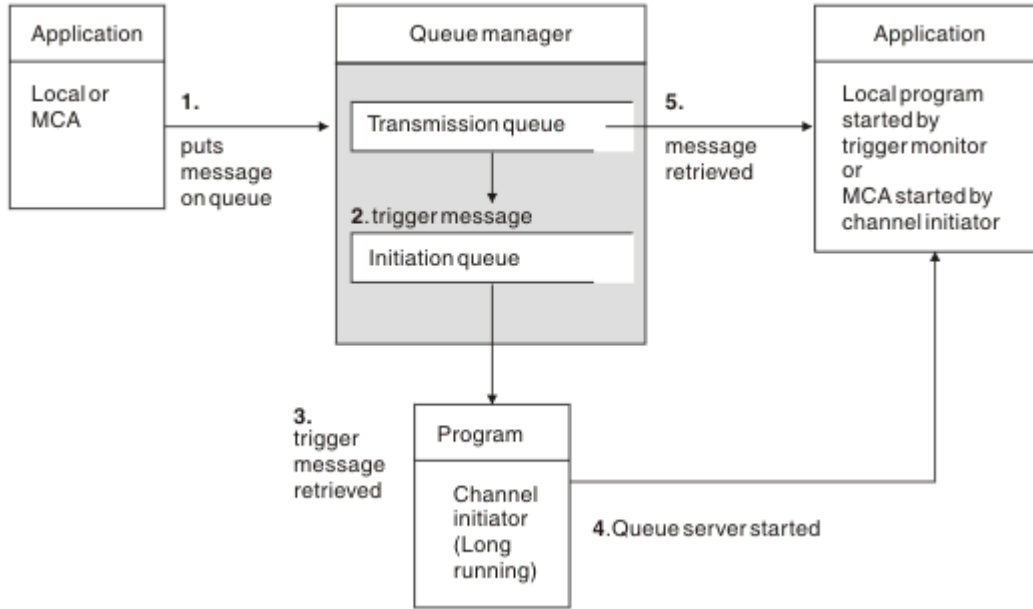 Application
Local or
MCA
1.
puts
message
on queue
Queue manager
Transmission queue
2. trigger message
Initiation queue
5.
message
retrieved
Application
Local program
started by
trigger monitor
or
MCA started by
channel initiator
3.
trigger
message
retrieved
Program
Channel
initiator
(Long
running)
4.Queue server started